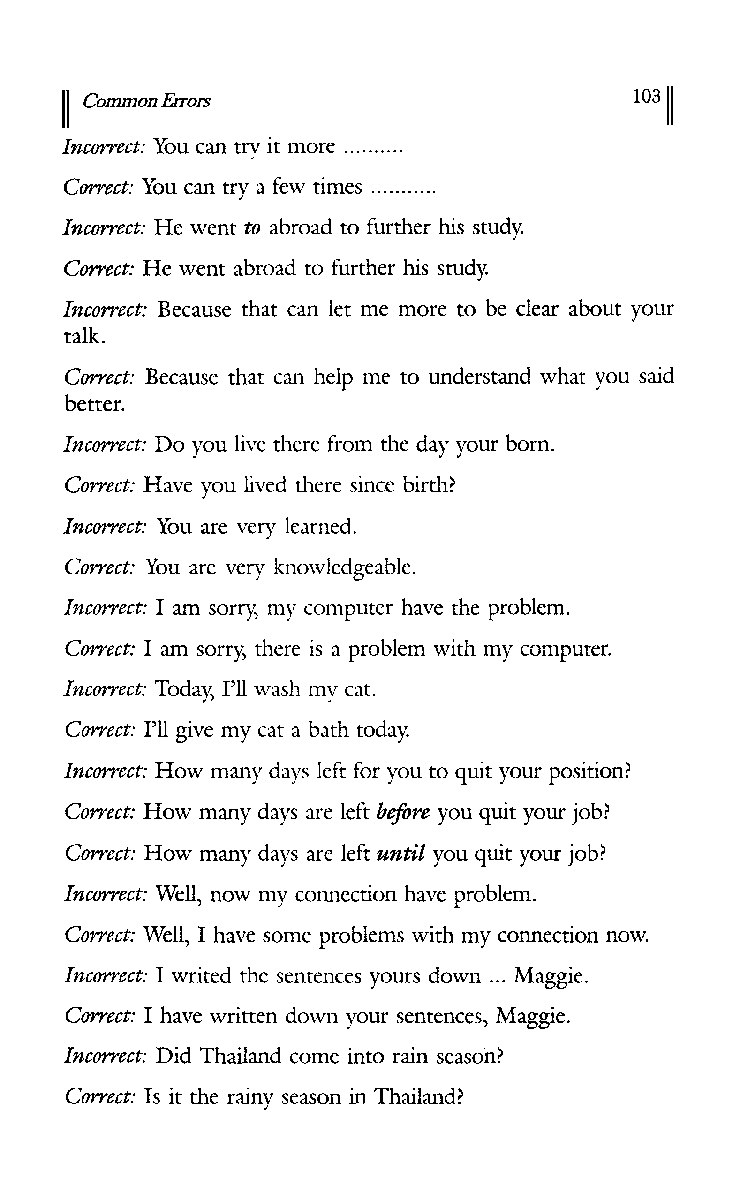 Common Errors 103
Incorrect: You can try it more ..........
Correct: You can try a few times ...........
Incorrect: He went to abroad to further his study.
Correct: He went abroad to further his study.
Incorrect: Because that can let me more to be clear about your
talk.
Correct: Because that can help me to understand what you said
better.
Incorrect: Do you live there from the day your born.
Correct: Have you lived there since birth?
Incorrect: You are very learned.
Correct: You are very knowledgeable.
Incorrect: I am sorry, my computer have the problem.
Correct: I am sorry, there is a problem with my computer.
Incorrect: Today, I'll wash my cat.
Correct: I'll give my cat a bath today.
Incorrect: How many days left for you to quit your position?
Correct: How many days are left before you quit your job?
Correct: How many days are left until you quit your job?
Incorrect: Well, now my connection have problem.
Correct: Well, I have some problems with my connection now.
Incorrect: I writed the sentences yours down ... Maggie.
Correct: I have written down your sentences, Maggie.
Incorrect: Did Thailand come into rain season?
Correct: Is it the rainy season in Thailand?